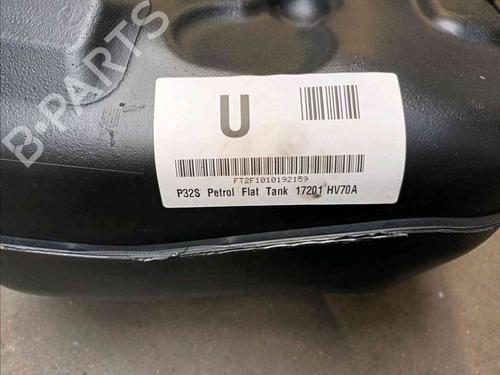 B-PARTS
U
FT2F1010192159
P32S Petrol Flat Tank 17201 HV70A